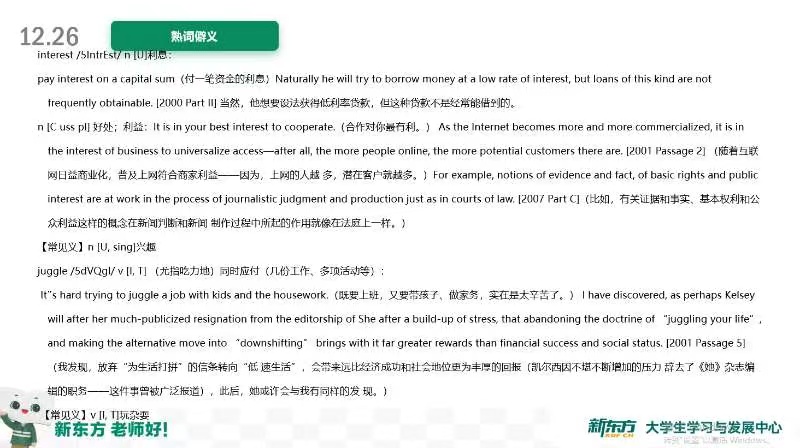 12.26
熟词僻义
interest /5IntrEst/ n [U]利息：
pay interest on a capital sum（付一笔资金的利息）Naturally he will try to borrow money at a low rate of interest, but loans of this kind are not
frequently obtainable. [2000 Part II] 当然，他想要设法获得低利率贷款，但这种贷款不是经常能借到的。
n [C uss pl] 好处；利益：It is in your best interest to cooperate.（合作对你最有利。） As the Internet becomes more and more commercialized, it is in
the interest of business to universalize access—after all, the more people online, the more potential customers there are. [2001 Passage 2] （随着互联
网日益商业化，普及上网符合商家利益——因为，上网的人越 多，潜在客户就越多。）For example, notions of evidence and fact, of basic rights and public
interest are at work in the process of journalistic judgment and production just as in courts of law. [2007 Part C]（比如，有关证据和事实、基本权利和公
众利益这样的概念在新闻判断和新闻 制作过程中所起的作用就像在法庭上一样。）
【常见义】n [U, sing]兴趣
juggle /5dVQgl/ v [I, T] （尤指吃力地）同时应付（几份工作、多项活动等）；
It"s hard trying to juggle a job with kids and the housework.（既要上班，又要带孩子、做家务，实在是太辛苦了。） I have discovered, as perhaps Kelsey
will after her much-publicized resignation from the editorship of She after a build-up of stress, that abandoning the doctrine of “juggling your life”,
and making the alternative move into “downshifting” brings with it far greater rewards than financial success and social status. [2001 Passage 5]
（我发现，放弃“为生活打拼”的信条转向“低 速生活”，会带来远比经济成功和社会地位更为丰厚的回报（凯尔西因不堪不断增加的压力 辞去了《她》杂志编
辑的职务——这件事曾被广泛报道），此后，她或许会与我有同样的发 现。）
【常见义】v [I, T]玩杂耍
新东方 老师好！
新东方 XDF.CN 大学生学习与发展中心
转到"设置"以激活 Windows。